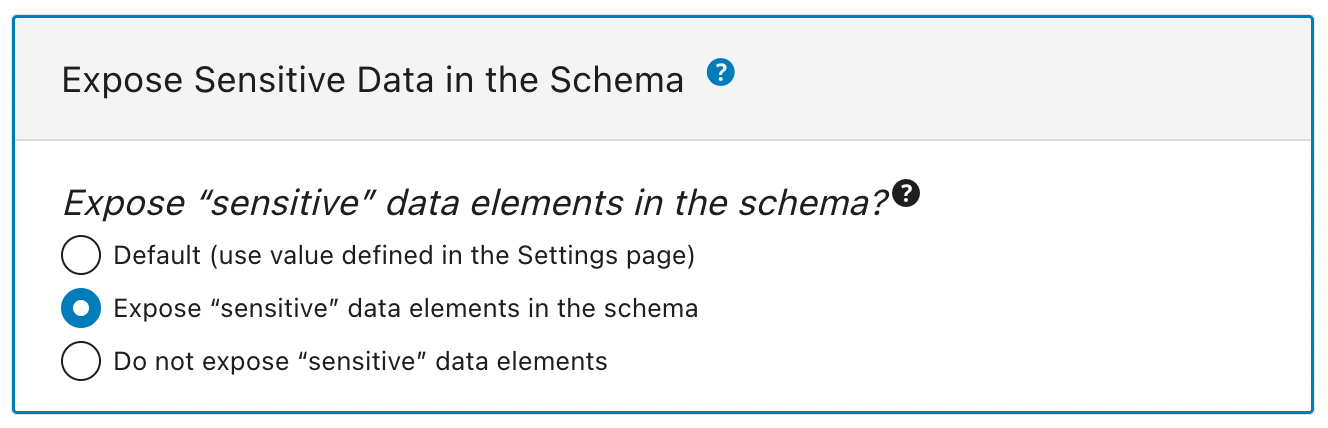 Expose Sensitive Data in the Schema ?
Expose “sensitive” data elements in the schema? ?
Default (use value defined in the Settings page)
Expose “sensitive” data elements in the schema
Do not expose “sensitive” data elements